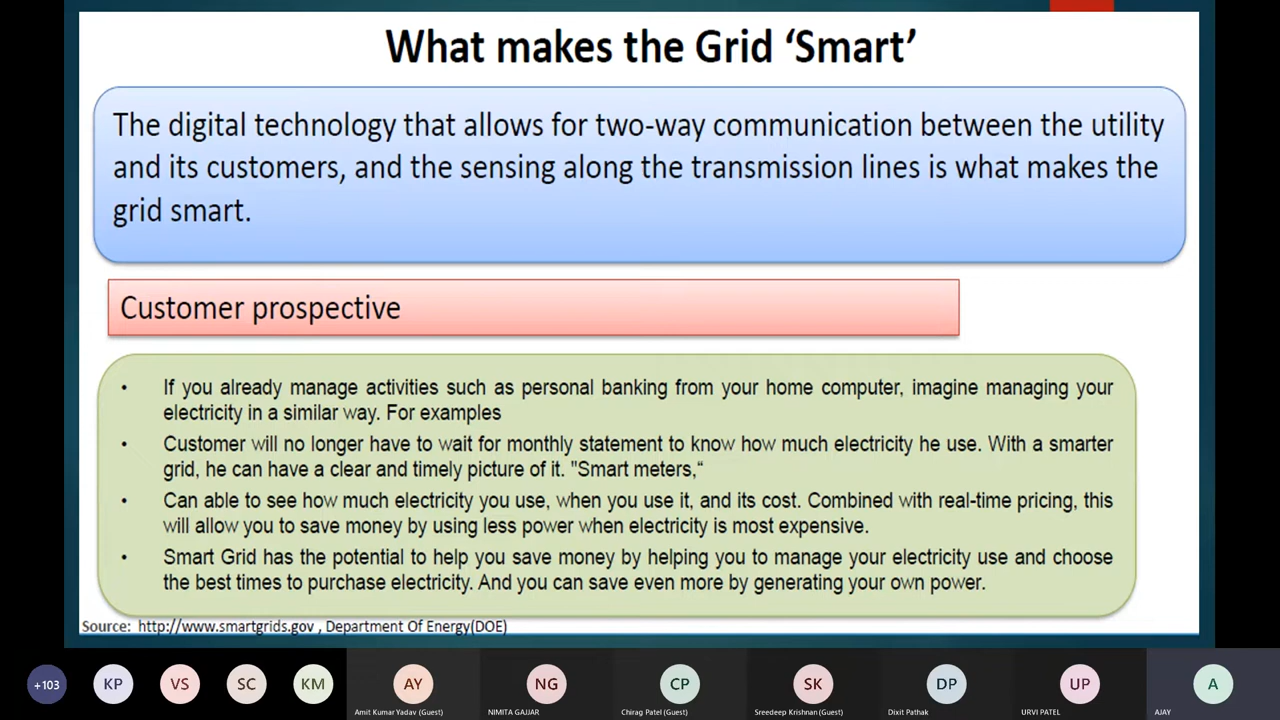 What makes the Grid ‘Smart’
The digital technology that allows for two-way communication between the utility
and its customers, and the sensing along the transmission lines is what makes the
grid smart.
Customer prospective
• If you already manage activities such as personal banking from your home computer, imagine managing your
electricity in a similar way. For examples
• Customer will no longer have to wait for monthly statement to know how much electricity he use. With a smarter
grid, he can have a clear and timely picture of it. "Smart meters,“
• Can able to see how much electricity you use, when you use it, and its cost. Combined with real-time pricing, this
will allow you to save money by using less power when electricity is most expensive.
• Smart Grid has the potential to help you save money by helping you to manage your electricity use and choose
the best times to purchase electricity. And you can save even more by generating your own power.
Source: http://www.smartgrids.gov , Department Of Energy(DOE)
+103 KP VS SC KM AY NG CP SK DP UP A
Amit Kumar Yadav (Guest) NIMITA GAJJAR Chirag Patel (Guest) Sreedeep Krishnan (Guest) Dixit Pathak URVI PATEL AJAY